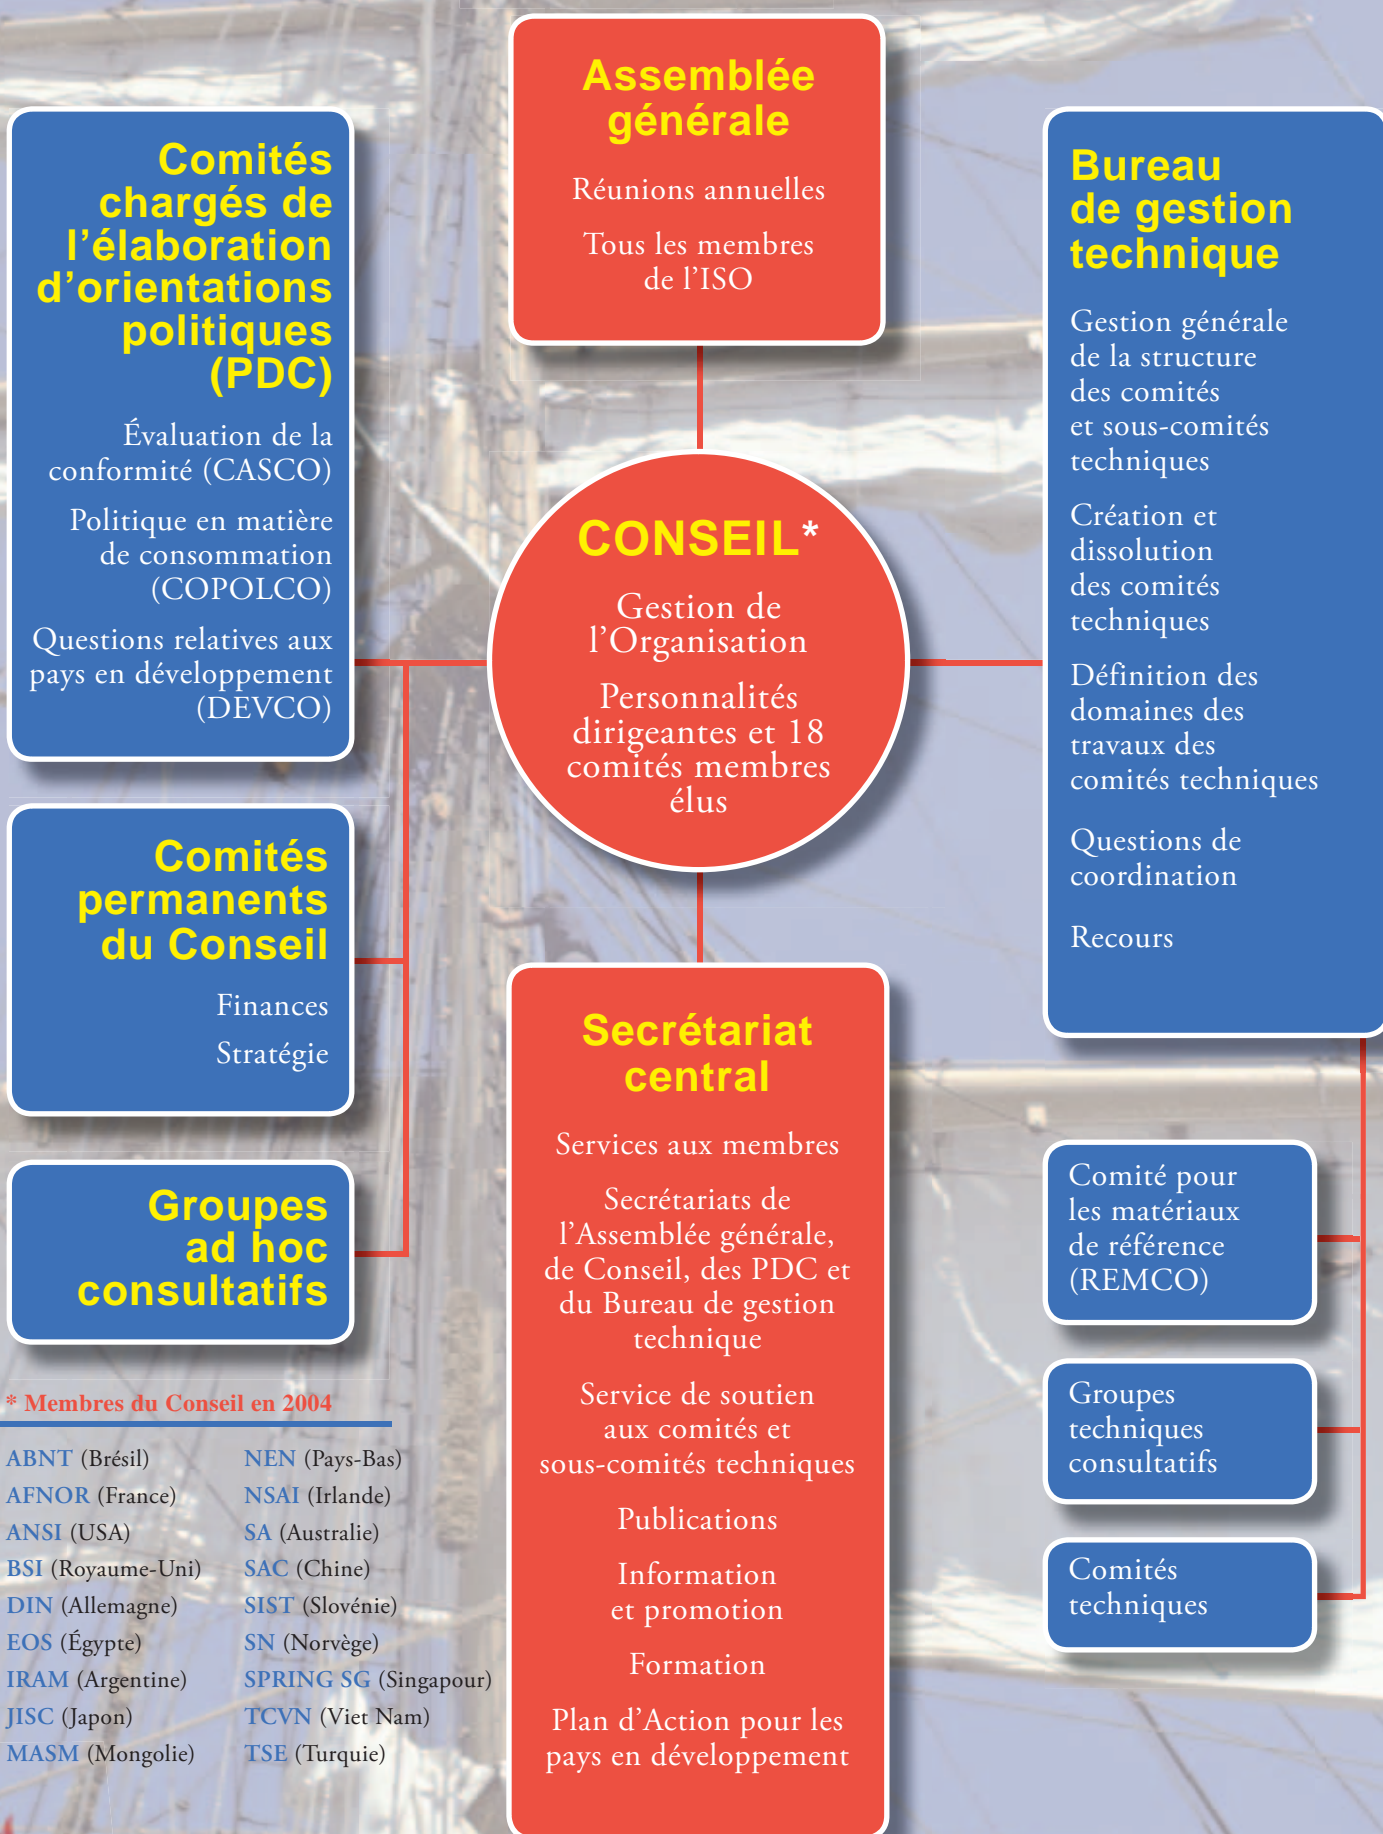 Assemblée
générale
Réunions annuelles
Tous les membres
de l’ISO
Comités
chargés de
l’élaboration
d’orientations
politiques
(PDC)
Évaluation de la
conformité (CASCO)
Politique en matière
de consommation
(COPOLCO)
Questions relatives aux
pays en développement
(DEVCO)
CONSEIL*
Gestion de
l’Organisation
Personnalités
dirigeantes et 18
comités membres
élus
Bureau
de gestion
technique
Gestion générale
de la structure
des comités
et sous-comités
techniques
Création et
dissolution
des comités
techniques
Définition des
domaines des
travaux des
comités techniques
Questions de
coordination
Recours
Comités
permanents
du Conseil
Finances
Stratégie
Groupes
ad hoc
consultatifs
Secrétariat
central
Services aux membres
Secrétariats de
l’Assemblée générale,
de Conseil, des PDC et
du Bureau de gestion
technique
Service de soutien
aux comités et
sous-comités techniques
Publications
Information
et promotion
Formation
Plan d’Action pour les
pays en développement
Comité pour
les matériaux
de référence
(REMCO)
Groupes
techniques
consultatifs
Comités
techniques
* Membres du Conseil en 2004
ABNT (Brésil)
AFNOR (France)
ANSI (USA)
BSI (Royaume-Uni)
DIN (Allemagne)
EOS (Égypte)
IRAM (Argentine)
JISC (Japon)
MASM (Mongolie)
NEN (Pays-Bas)
NSAI (Irlande)
SA (Australie)
SAC (Chine)
SIST (Slovénie)
SN (Norvège)
SPRING SG (Singapour)
TCVN (Viet Nam)
TSE (Turquie)